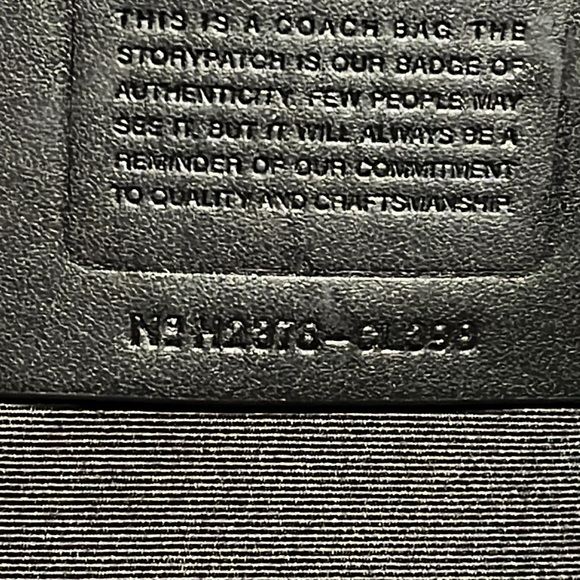 THIS IS A COACH BAG. THE
STORYPATCH IS OUR BADGE OF
AUTHENTICITY. FEW PEOPLE MAY
SEE IT, BUT IT WILL ALWAYS BE A
REMINDER OF OUR COMMITMENT
TO QUALITY AND CRAFTSMANSHIP.
Nº